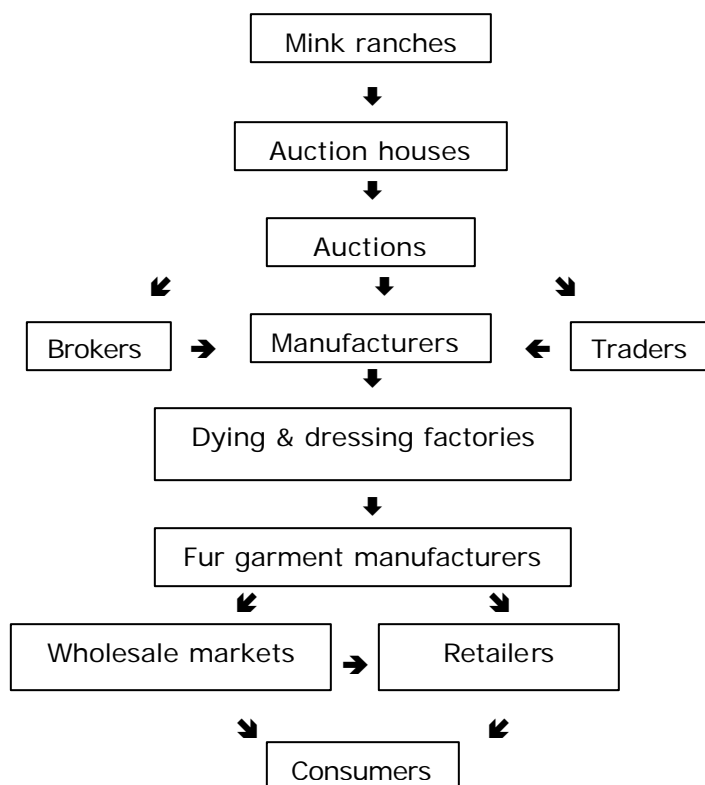 Mink ranches
Auction houses
Auctions
Brokers
Manufacturers
Traders
Dying & dressing factories
Fur garment manufacturers
Wholesale markets
Retailers
Consumers